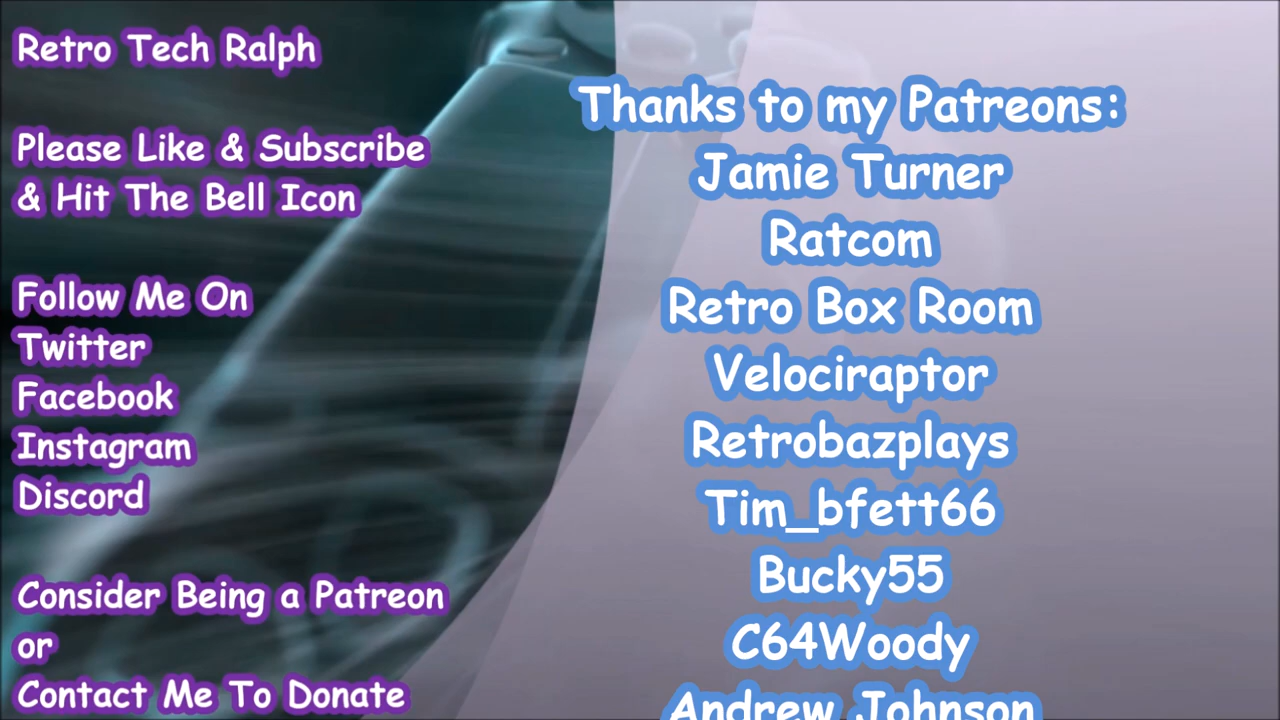 Retro Tech Ralph
Please Like & Subscribe
& Hit The Bell Icon
Follow Me On
Twitter
Facebook
Instagram
Discord
Consider Being a Patreon
or
Contact Me To Donate
Thanks to my Patreons:
Jamie Turner
Ratcom
Retro Box Room
Velociraptor
Retrobazplays
Tim_bfett66
Bucky55
C64Woody
Andrew Johnson